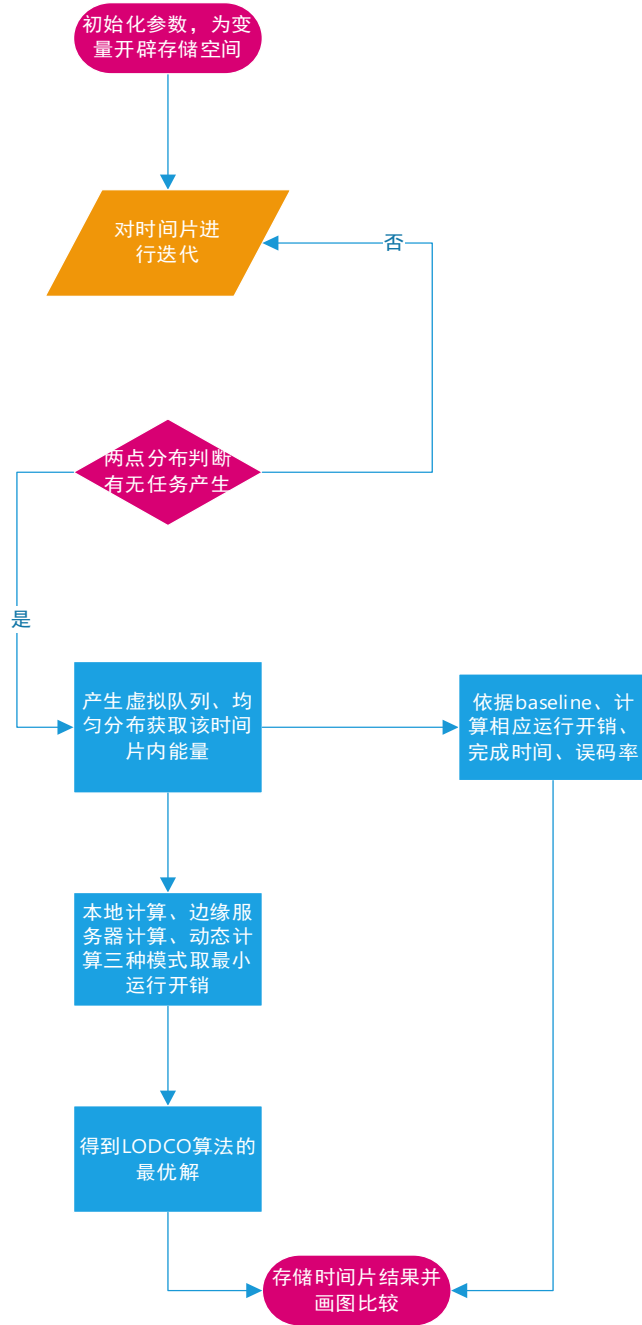 初始化参数，为变
量开辟存储空间
对时间片进
行迭代
否
两点分布判断
有无任务产生
是
产生虚拟队列、均
匀分布获取该时间
片内能量
依据baseline、计
算相应运行开销、
完成时间、误码率
本地计算、边缘服
务器计算、动态计
算三种模式取最小
运行开销
得到LODCO算法的
最优解
存储时间片结果并
画图比较